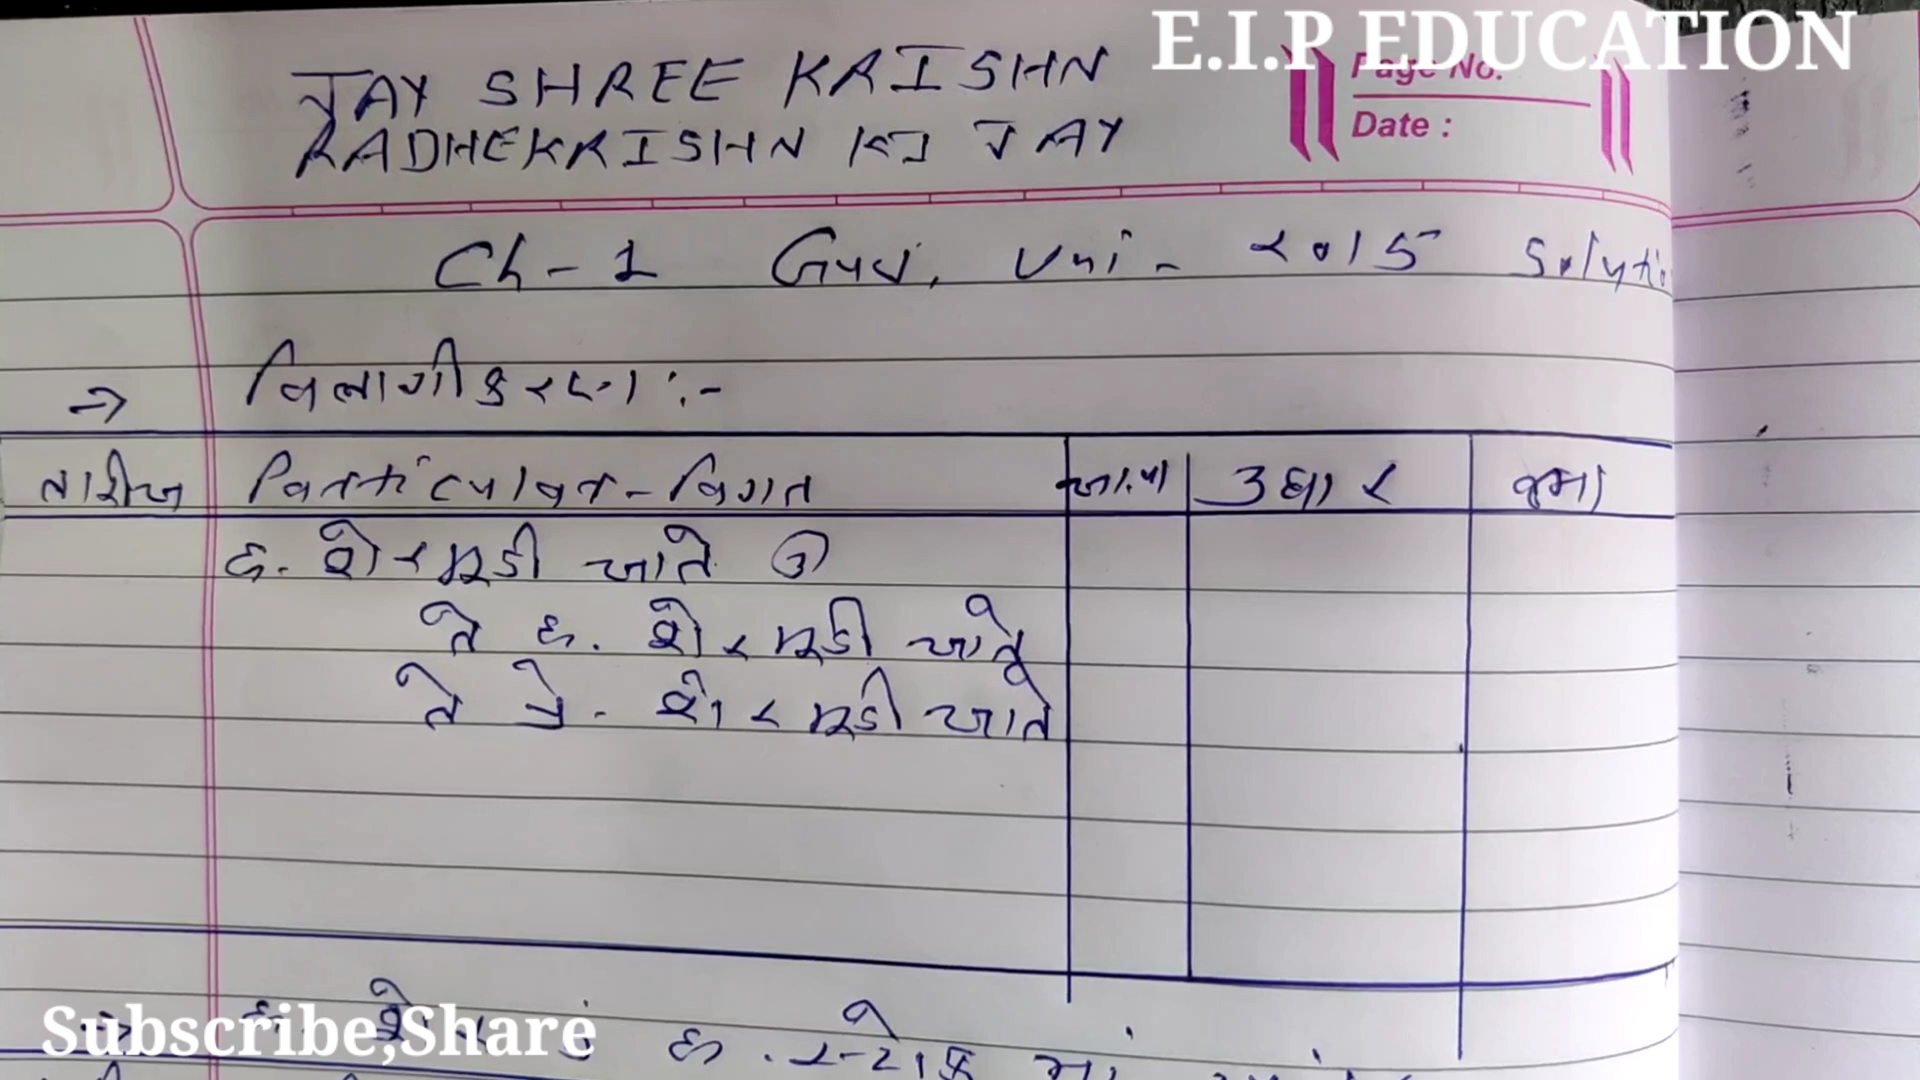 E.I.P EDUCATION
JAY SHREE KRISHN
RADHEKRISHN KI JAY
Page No.
Date :
Ch - 1 Guj. Uni - ૨૦15 Solutio
→ વિભાગીકરણ :-
તારીખ Particular - વિગત ખા.પા ઉધાર જમા
ઇ. શેરમૂડી ખાતે ઉ
તે ઇ. શેરમૂડી ખાતે
તે પ્રે. શેરમૂડી ખાતે
ઇ. શેર નું ઇ. સ્ટોક માં
Subscribe,Share